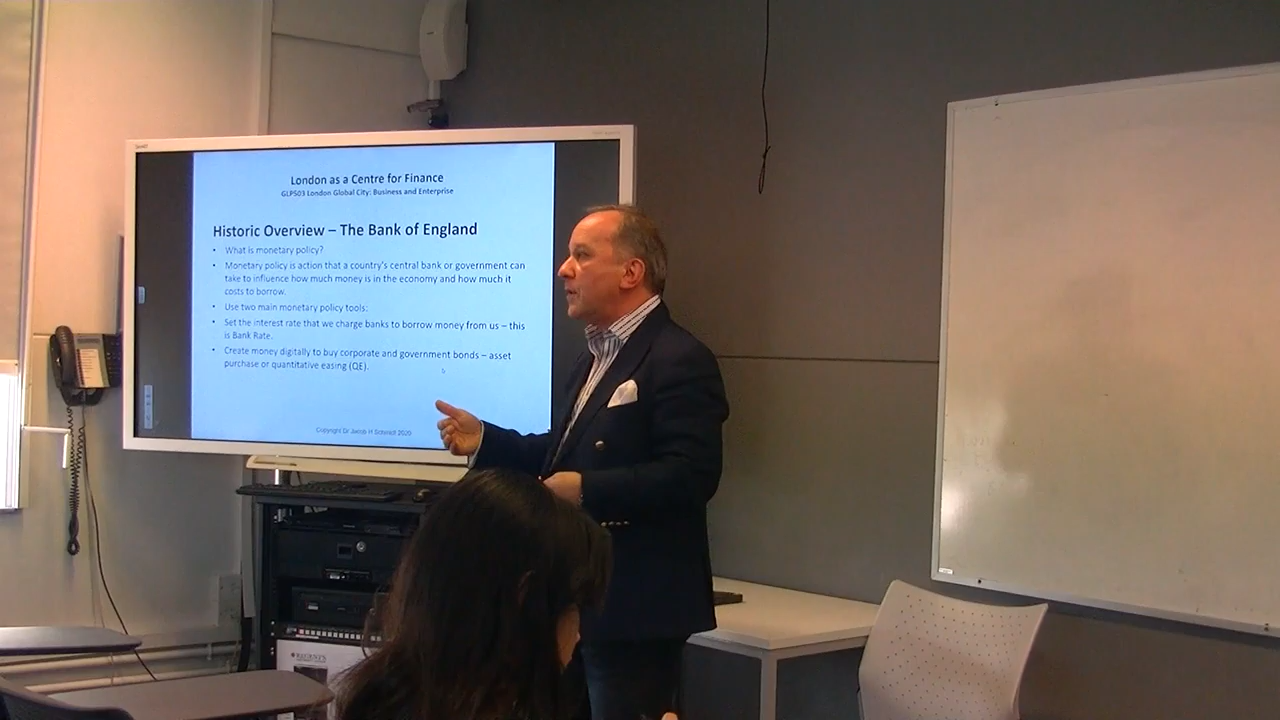 London as a Centre for Finance
GLP503 London Global City: Business and Enterprise
Historic Overview – The Bank of England
• What is monetary policy?
• Monetary policy is action that a country's central bank or government can
take to influence how much money is in the economy and how much it
costs to borrow.
• Use two main monetary policy tools:
• Set the interest rate that we charge banks to borrow money from us – this
is Bank Rate.
• Create money digitally to buy corporate and government bonds – asset
purchase or quantitative easing (QE).
Copyright Dr Jacob H Schmidt 2020
REGENT'S